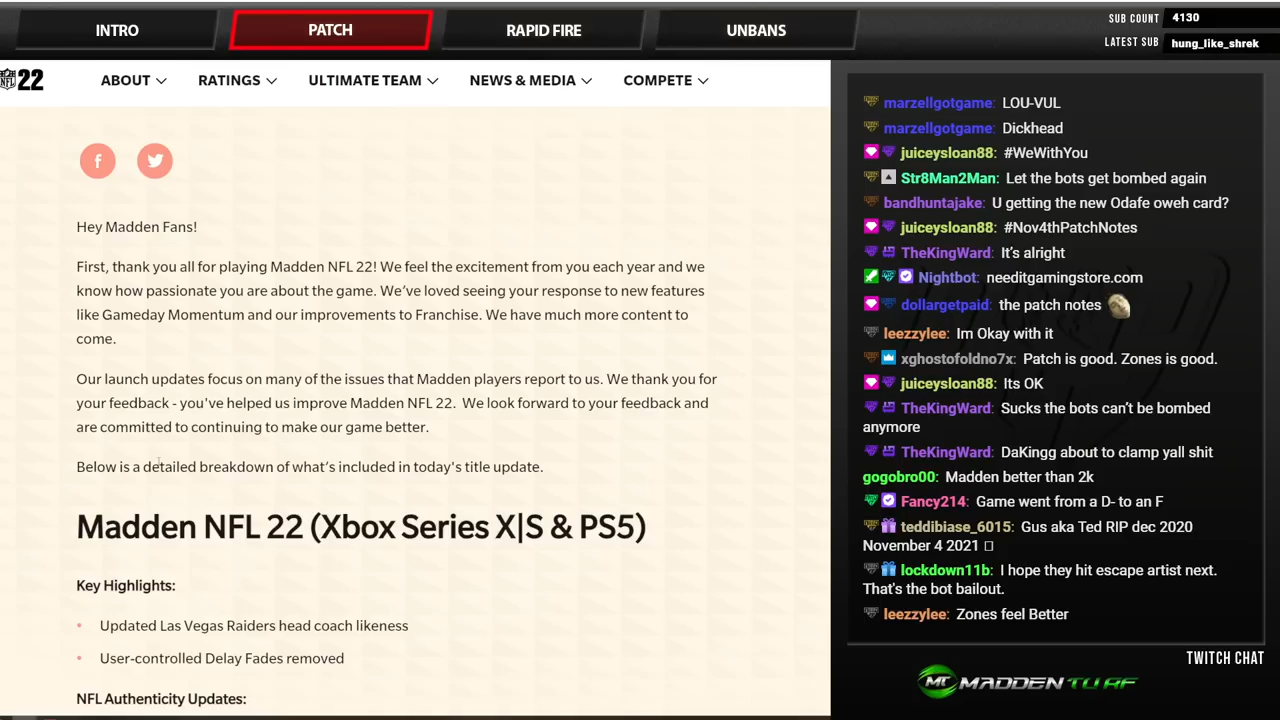 INTRO
PATCH
RAPID FIRE
UNBANS
SUB COUNT 4130
LATEST SUB hung_like_shrek
NFL 22
ABOUT
RATINGS
ULTIMATE TEAM
NEWS & MEDIA
COMPETE
Hey Madden Fans!
First, thank you all for playing Madden NFL 22! We feel the excitement from you each year and we
know how passionate you are about the game. We’ve loved seeing your response to new features
like Gameday Momentum and our improvements to Franchise. We have much more content to
come.
Our launch updates focus on many of the issues that Madden players report to us. We thank you for
your feedback - you've helped us improve Madden NFL 22.  We look forward to your feedback and
are committed to continuing to make our game better.
Below is a detailed breakdown of what’s included in today's title update.
Madden NFL 22 (Xbox Series X|S & PS5)
Key Highlights:
• Updated Las Vegas Raiders head coach likeness
• User-controlled Delay Fades removed
NFL Authenticity Updates:
marzellgotgame: LOU-VUL
marzellgotgame: Dickhead
juiceysloan88: #WeWithYou
Str8Man2Man: Let the bots get bombed again
bandhuntajake: U getting the new Odafe oweh card?
juiceysloan88: #Nov4thPatchNotes
TheKingWard: It’s alright
Nightbot: needitgamingstore.com
dollargetpaid: the patch notes
leezzylee: Im Okay with it
xghostofoldno7x: Patch is good. Zones is good.
juiceysloan88: Its OK
TheKingWard: Sucks the bots can’t be bombed
anymore
TheKingWard: DaKingg about to clamp yall shit
gogobro00: Madden better than 2k
Fancy214: Game went from a D- to an F
teddibiase_6015: Gus aka Ted RIP dec 2020
November 4 2021
lockdown11b: I hope they hit escape artist next.
That's the bot bailout.
leezzylee: Zones feel Better
TWITCH CHAT
MT MADDEN TURF